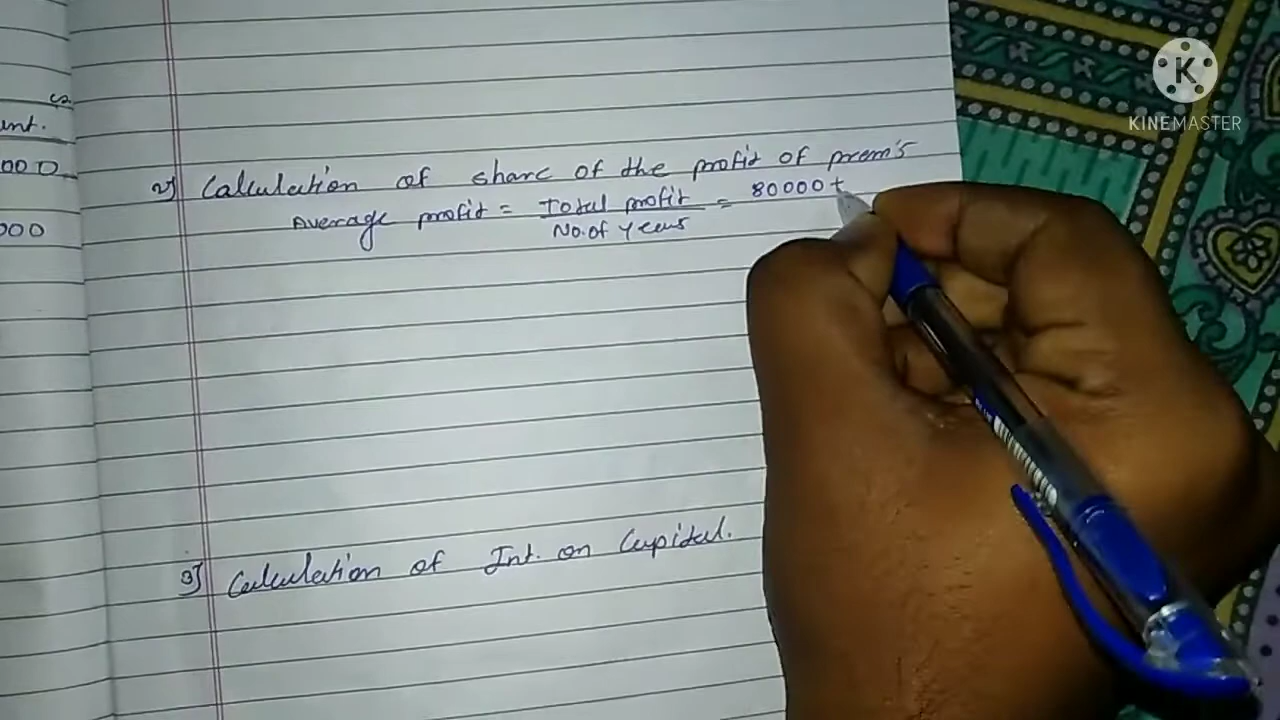 ent.
000
000
2) Calculation of share of the profit of prem's
Average profit = Total profit / No. of years = 80000 +
3) Calculation of Int. on Capital.
K
KINEMASTER